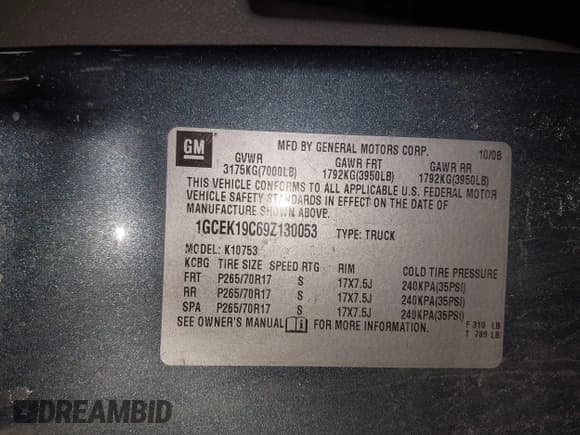 GM
MFD BY GENERAL MOTORS CORP. 10/08
GVWR GAWR FRT GAWR RR
3175KG(7000LB) 1792KG(3950LB) 1792KG(3950LB)
THIS VEHICLE CONFORMS TO ALL APPLICABLE U.S. FEDERAL MOTOR
VEHICLE SAFETY STANDARDS IN EFFECT ON THE DATE OF
MANUFACTURE SHOWN ABOVE.
1GCEK19C69Z130053 TYPE: TRUCK
MODEL: K10753
KCBG TIRE SIZE SPEED RTG RIM COLD TIRE PRESSURE
FRT P265/70R17 S 17X7.5J 240KPA(35PSI)
RR P265/70R17 S 17X7.5J 240KPA(35PSI)
SPA P265/70R17 S 17X7.5J 240KPA(35PSI)
SEE OWNER'S MANUAL i FOR MORE INFORMATION.
F 310 LB
T 789 LB
DREAMBID